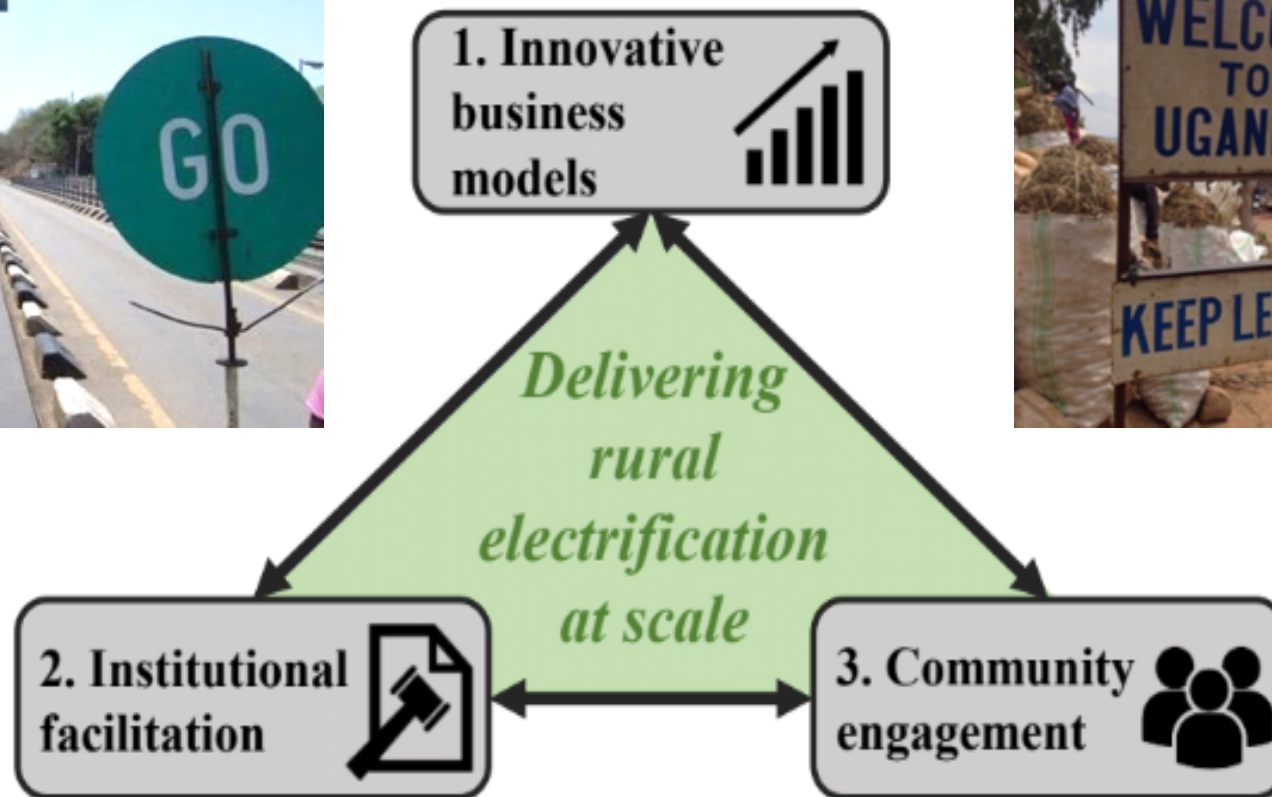 GO
1. Innovative
business
models
WELCO
TO
UGAN
KEEP LE
Delivering
rural
electrification
at scale
2. Institutional
facilitation
3. Community
engagement